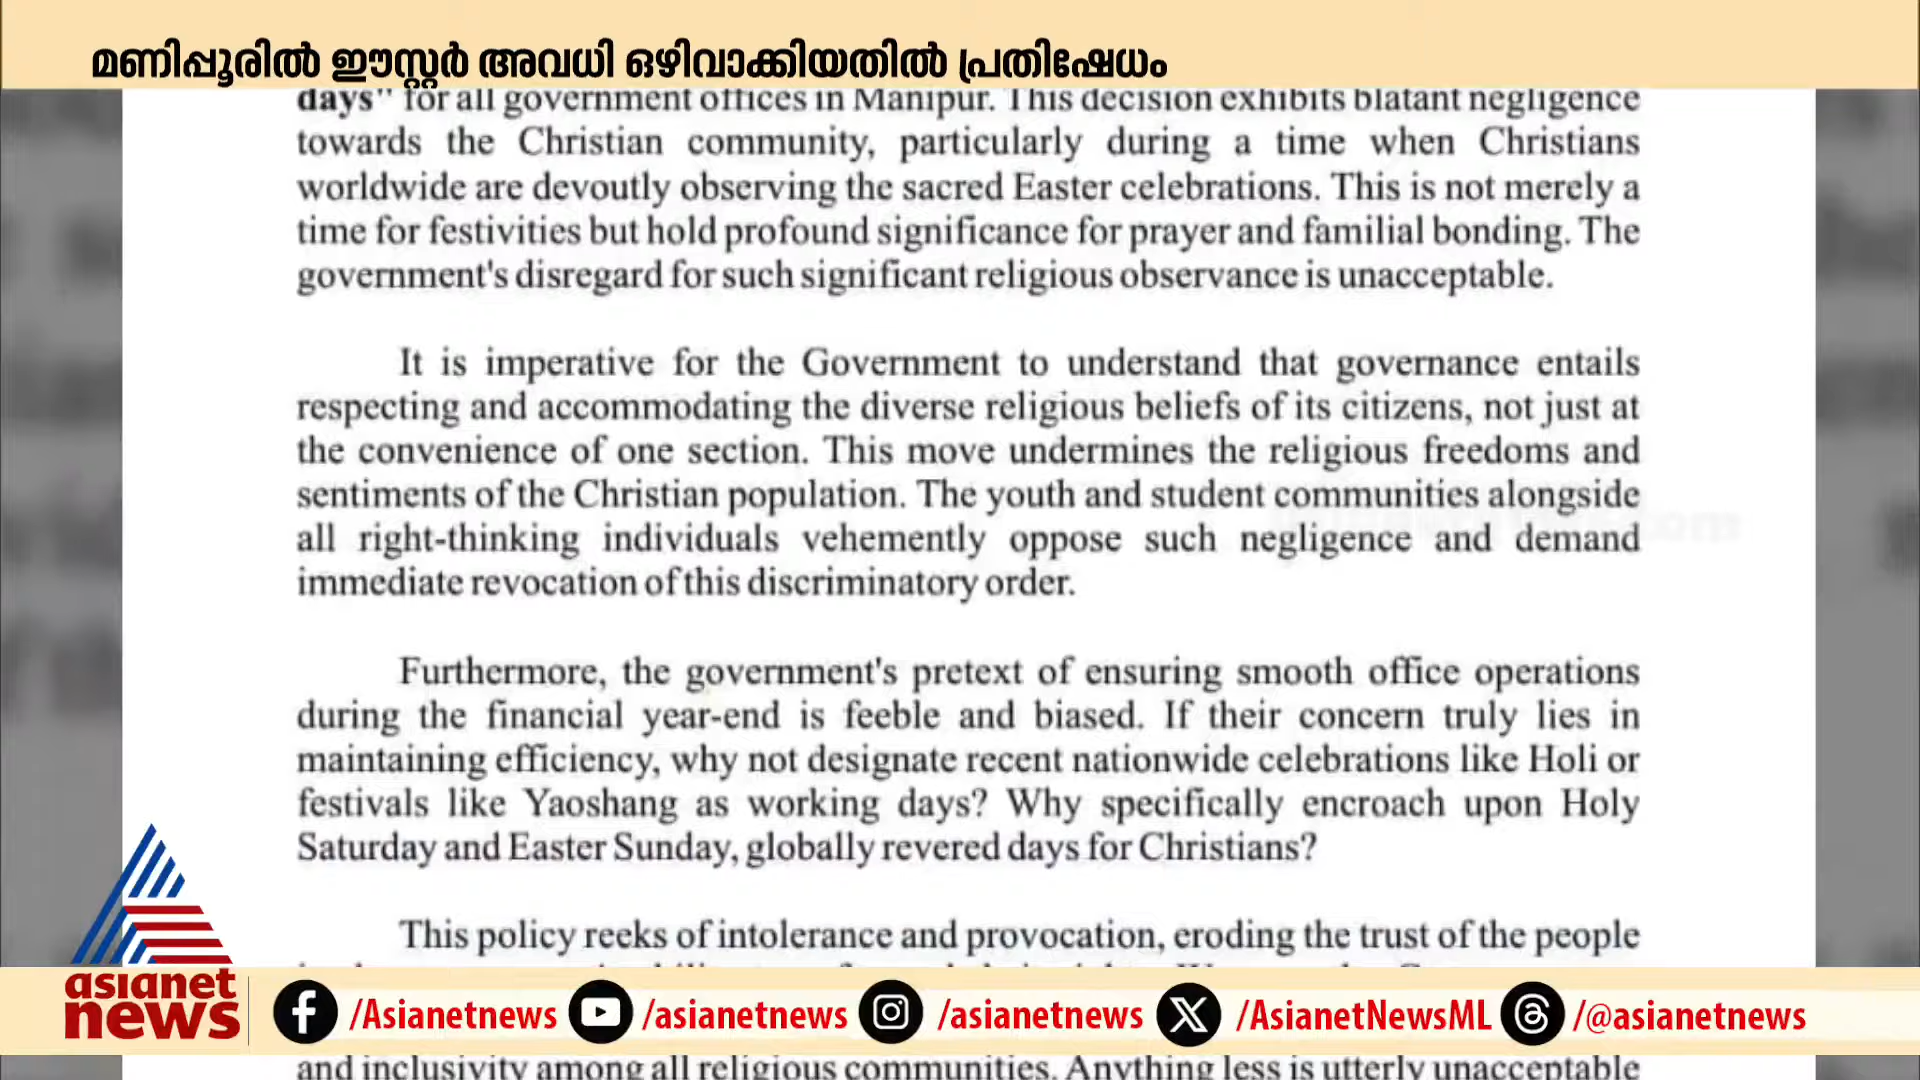 മണിപ്പൂരിൽ ഈസ്റ്റർ അവധി ഒഴിവാക്കിയതിൽ പ്രതിഷേധം
days" for all government offices in Manipur. This decision exhibits blatant negligence
towards the Christian community, particularly during a time when Christians
worldwide are devoutly observing the sacred Easter celebrations. This is not merely a
time for festivities but hold profound significance for prayer and familial bonding. The
government's disregard for such significant religious observance is unacceptable.
It is imperative for the Government to understand that governance entails
respecting and accommodating the diverse religious beliefs of its citizens, not just at
the convenience of one section. This move undermines the religious freedoms and
sentiments of the Christian population. The youth and student communities alongside
all right-thinking individuals vehemently oppose such negligence and demand
immediate revocation of this discriminatory order.
Furthermore, the government's pretext of ensuring smooth office operations
during the financial year-end is feeble and biased. If their concern truly lies in
maintaining efficiency, why not designate recent nationwide celebrations like Holi or
festivals like Yaoshang as working days? Why specifically encroach upon Holy
Saturday and Easter Sunday, globally revered days for Christians?
This policy reeks of intolerance and provocation, eroding the trust of the people
asianet
news
/Asianetnews
/asianetnews
/asianetnews
/AsianetNewsML
/@asianetnews
and inclusivity among all religious communities. Anything less is utterly unacceptable